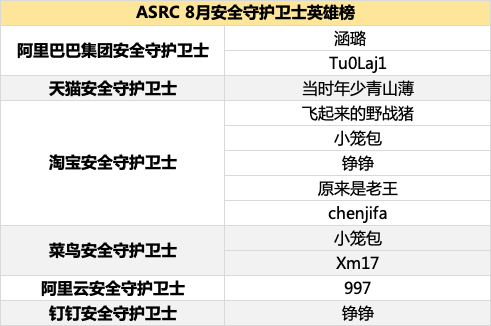 ASRC 8月安全守护卫士英雄榜
阿里巴巴集团安全守护卫士
涵璐
Tu0Laj1
天猫安全守护卫士
当时年少青山薄
淘宝安全守护卫士
飞起来的野战猪
小笼包
铮铮
原来是老王
chenjifa
菜鸟安全守护卫士
小笼包
Xm17
阿里云安全守护卫士
997
钉钉安全守护卫士
铮铮